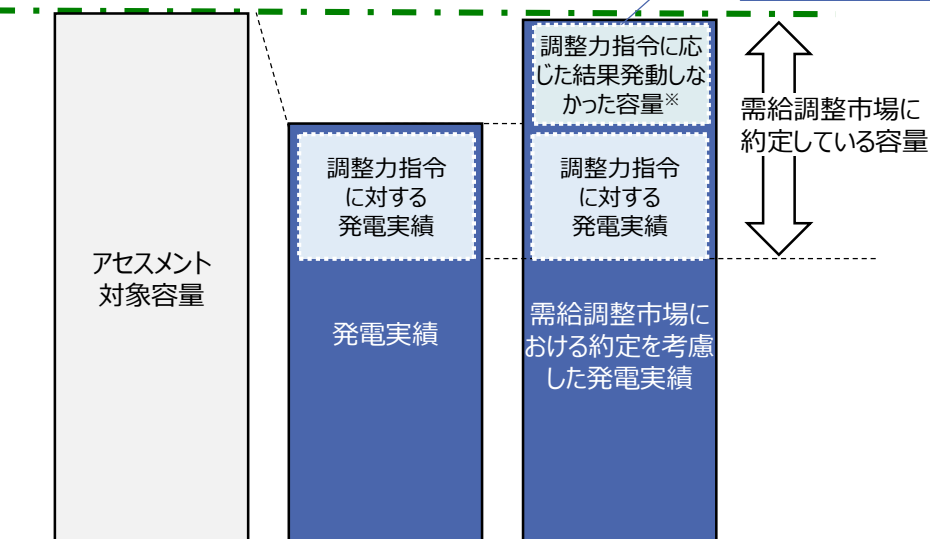 アセスメント
対象容量
調整力指令
に対する
発電実績
発電実績
調整力指令に応
じた結果発動しな
かった容量※
調整力指令
に対する
発電実績
需給調整市場に
おける約定を考慮
した発電実績
需給調整市場に
約定している容量